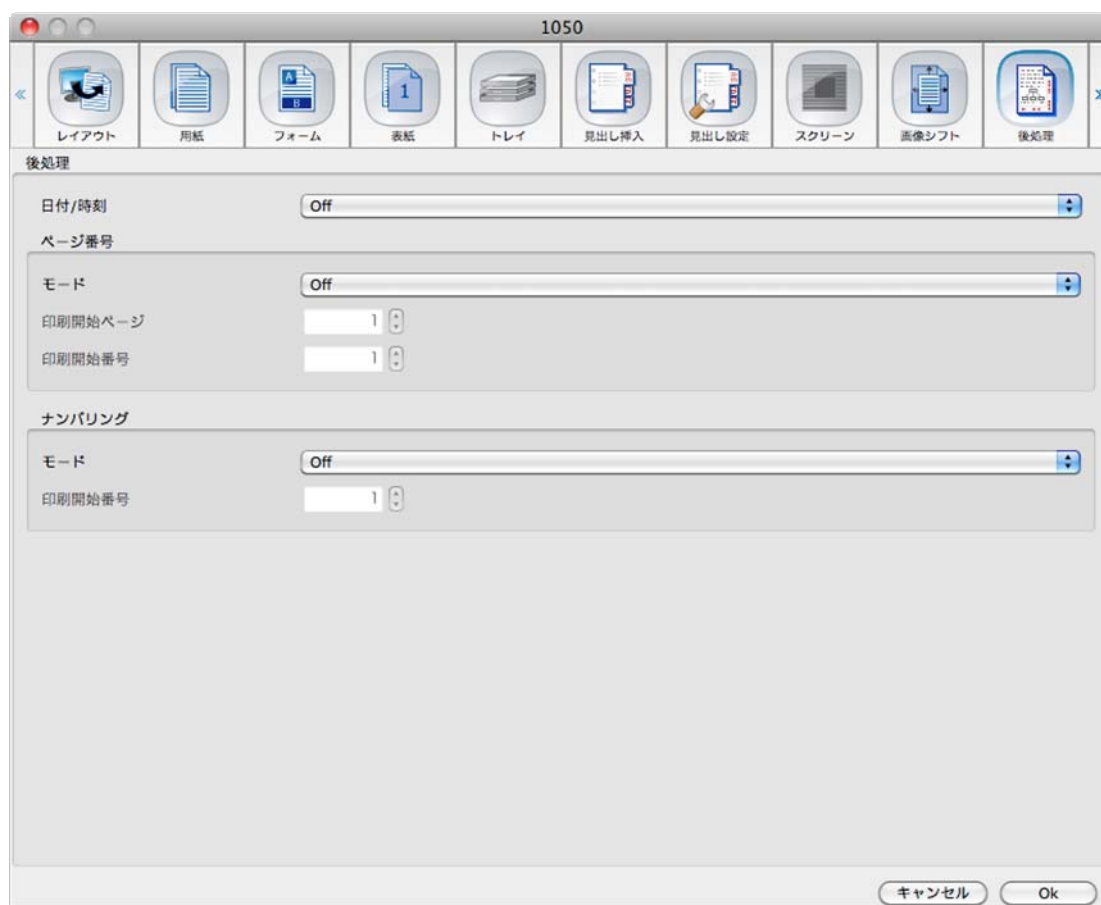 1050
« レイアウト 用紙 フォーム 表紙 トレイ 見出し挿入 見出し設定 スクリーン 画像シフト 後処理 »
後処理
日付/時刻 Off
ページ番号
モード Off
印刷開始ページ 1
印刷開始番号 1
ナンバリング
モード Off
印刷開始番号 1
キャンセル Ok